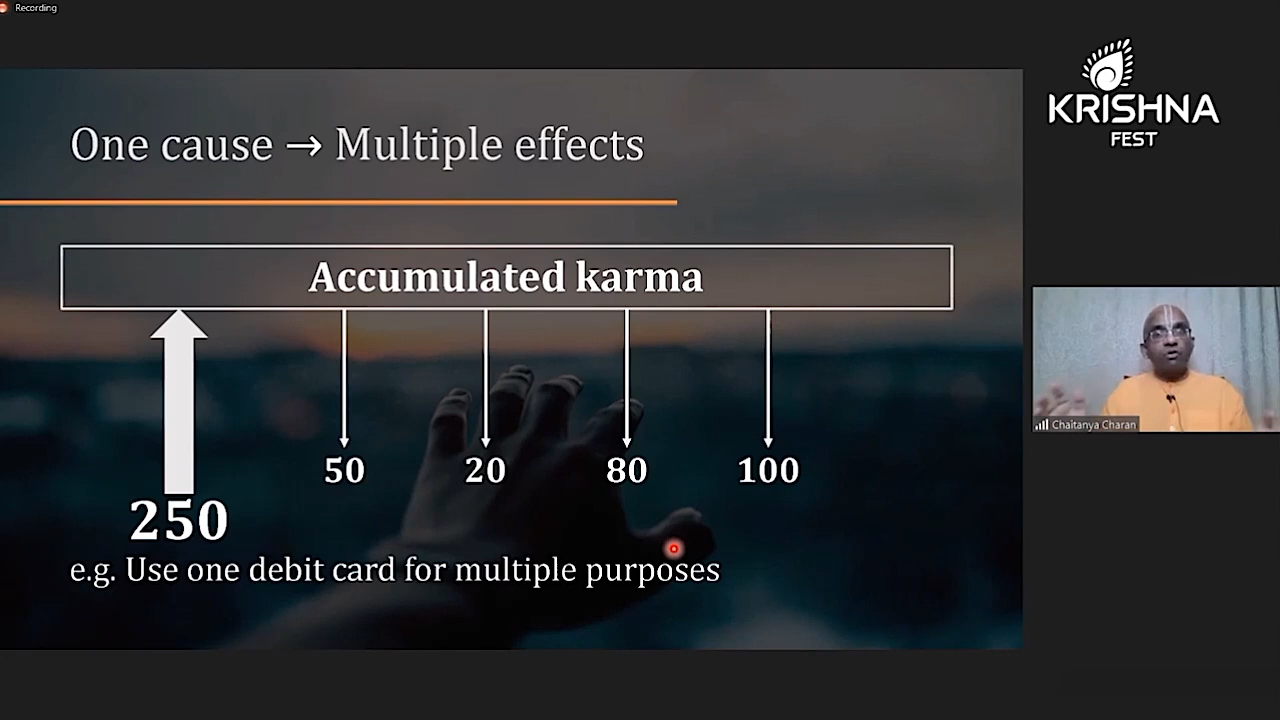 Recording
KRISHNA
FEST
One cause → Multiple effects
Accumulated karma
50 20 80 100
250
e.g. Use one debit card for multiple purposes
Chaitanya Charan